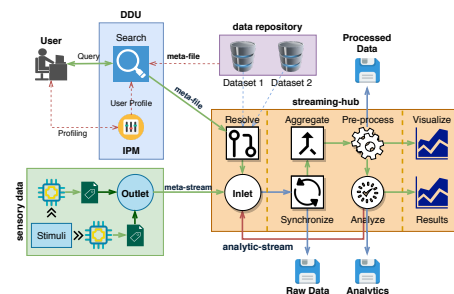 DDU
User
Search
Query
meta-file
data repository
Dataset 1
Dataset 2
Processed
Data
User Profile
meta-file
Profiling
IPM
streaming-hub
Resolve
Aggregate
Pre-process
Visualize
sensory data
Outlet
meta-stream
Inlet
Stimuli
Synchronize
Analyze
Results
analytic-stream
Raw Data
Analytics